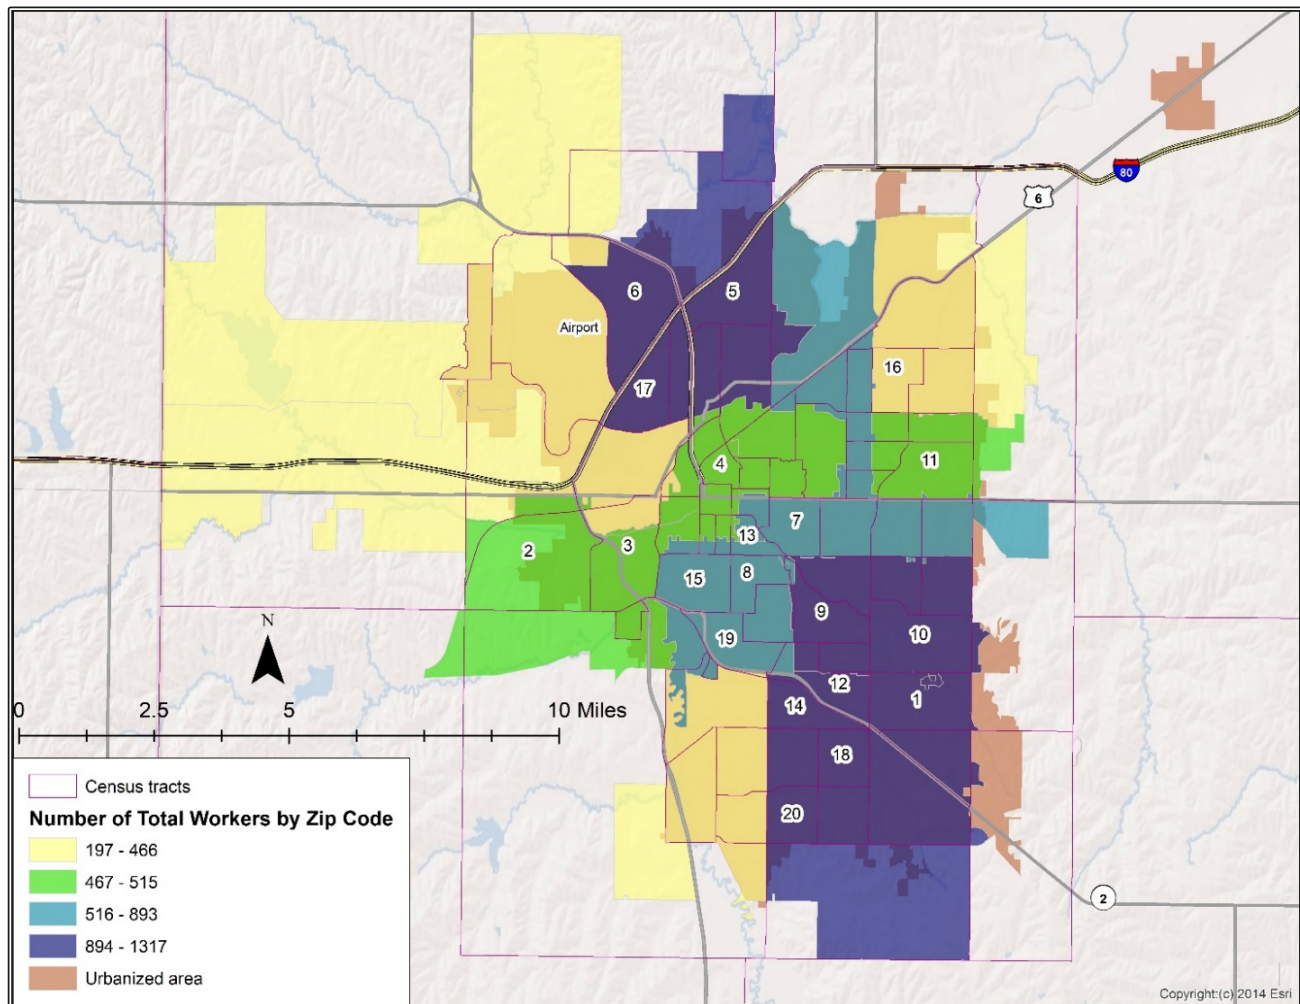 80
6
6
5
Airport
17
16
4
11
7
13
2
3
8
15
9
10
19
12
1
14
18
20
N
0 2.5 5 10 Miles
Census tracts
Number of Total Workers by Zip Code
197 - 466
467 - 515
516 - 893
894 - 1317
Urbanized area
2
Copyright:(c) 2014 Esri